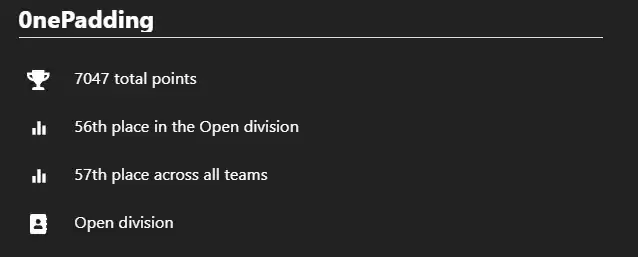 0nePadding
7047 total points
56th place in the Open division
57th place across all teams
Open division